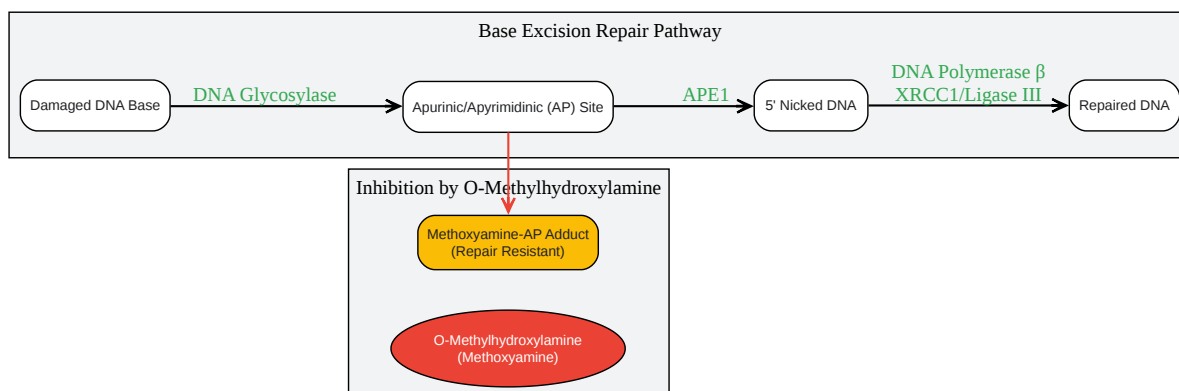 Base Excision Repair Pathway
Damaged DNA Base
DNA Glycosylase
Apurinic/Apyrimidinic (AP) Site
APE1
5' Nicked DNA
DNA Polymerase β
XRCC1/Ligase III
Repaired DNA
Inhibition by O-Methylhydroxylamine
Methoxyamine-AP Adduct
(Repair Resistant)
O-Methylhydroxylamine
(Methoxyamine)